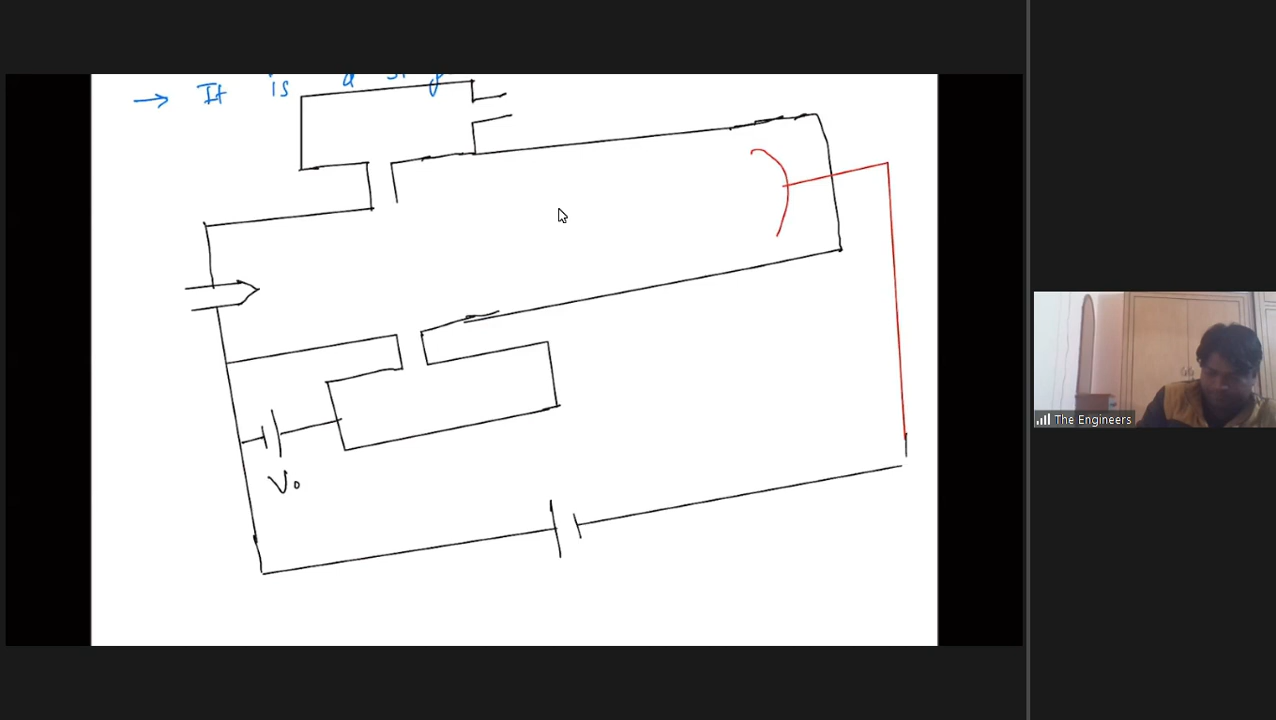 → It is a
V₀
The Engineers